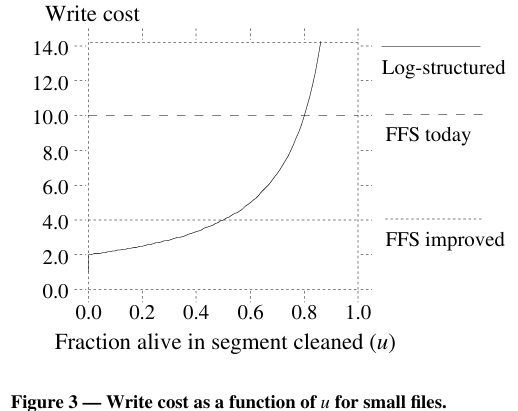 Write cost
14.0
12.0
10.0
8.0
6.0
4.0
2.0
0.0
0.0 0.2 0.4 0.6 0.8 1.0
Fraction alive in segment cleaned (u)
Log-structured
FFS today
FFS improved
Figure 3 — Write cost as a function of u for small files.